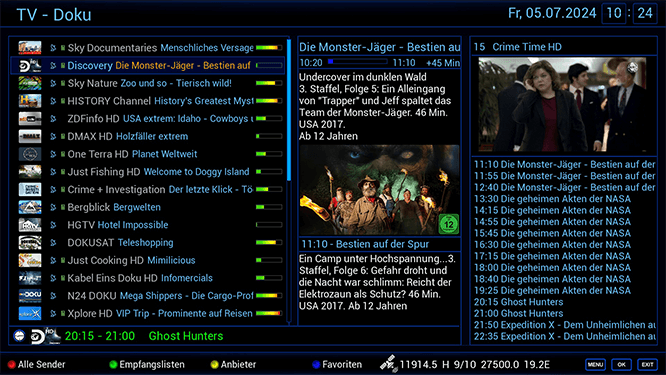 TV - Doku
Fr, 05.07.2024 10 : 24
Sky Documentaries Menschliches Versage
Discovery Die Monster-Jäger - Bestien auf
Sky Nature Zoo und so - Tierisch wild!
HISTORY Channel History's Greatest Myst
ZDFinfo HD USA extrem: Idaho - Cowboys u
DMAX HD Holzfäller extrem
One Terra HD Planet Weltweit
Just Fishing HD Welcome to Doggy Island
Crime + Investigation Der letzte Klick - Tö
Bergblick Bergwelten
HGTV Hotel Impossible
DOKUSAT Teleshopping
Just Cooking HD Mimilicious
Kabel Eins Doku HD Infomercials
N24 DOKU Mega Shippers - Die Cargo-Prof
Xplore HD VIP Trip - Prominente auf Reisen
20:15 - 21:00 Ghost Hunters
Die Monster-Jäger - Bestien au
10:20 11:10 +45 Min
Undercover im dunklen Wald
3. Staffel, Folge 5: Ein Alleingang
von "Trapper" und Jeff spaltet das
Team der Monster-Jäger. 46 Min.
USA 2017.
Ab 12 Jahren
12
11:10 - Bestien auf der Spur
Ein Camp unter Hochspannung...3.
Staffel, Folge 6: Gefahr droht und
die Nacht war schlimm: Reicht der
Elektrozaun als Schutz? 46 Min.
USA 2017. Ab 12 Jahren
15 Crime Time HD
11:10 Die Monster-Jäger - Bestien auf der
11:55 Die Monster-Jäger - Bestien auf der
12:40 Die Monster-Jäger - Bestien auf der
13:30 Die geheimen Akten der NASA
14:15 Die geheimen Akten der NASA
14:55 Die geheimen Akten der NASA
15:45 Die geheimen Akten der NASA
16:30 Die geheimen Akten der NASA
17:15 Die geheimen Akten der NASA
18:00 Die geheimen Akten der NASA
18:40 Die geheimen Akten der NASA
19:25 Die geheimen Akten der NASA
20:15 Ghost Hunters
21:00 Ghost Hunters
21:50 Expedition X - Dem Unheimlichen au
22:35 Expedition X - Dem Unheimlichen au
Alle Sender
Empfangslisten
Anbieter
Favoriten
11914.5 H 9/10 27500.0 19.2E
MENU
OK
EXIT